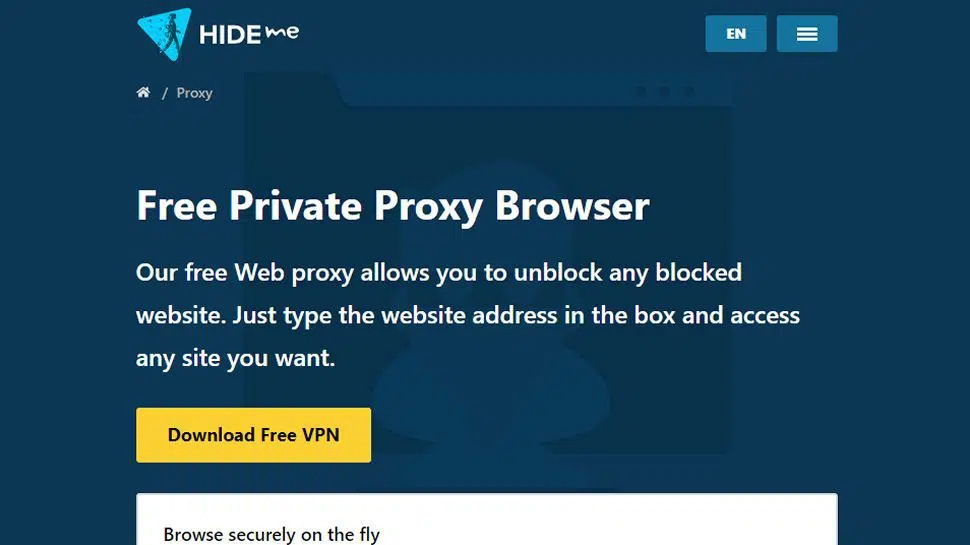 HIDE me
EN
/ Proxy
Free Private Proxy Browser
Our free Web proxy allows you to unblock any blocked
website. Just type the website address in the box and access
any site you want.
Download Free VPN
Browse securely on the fly